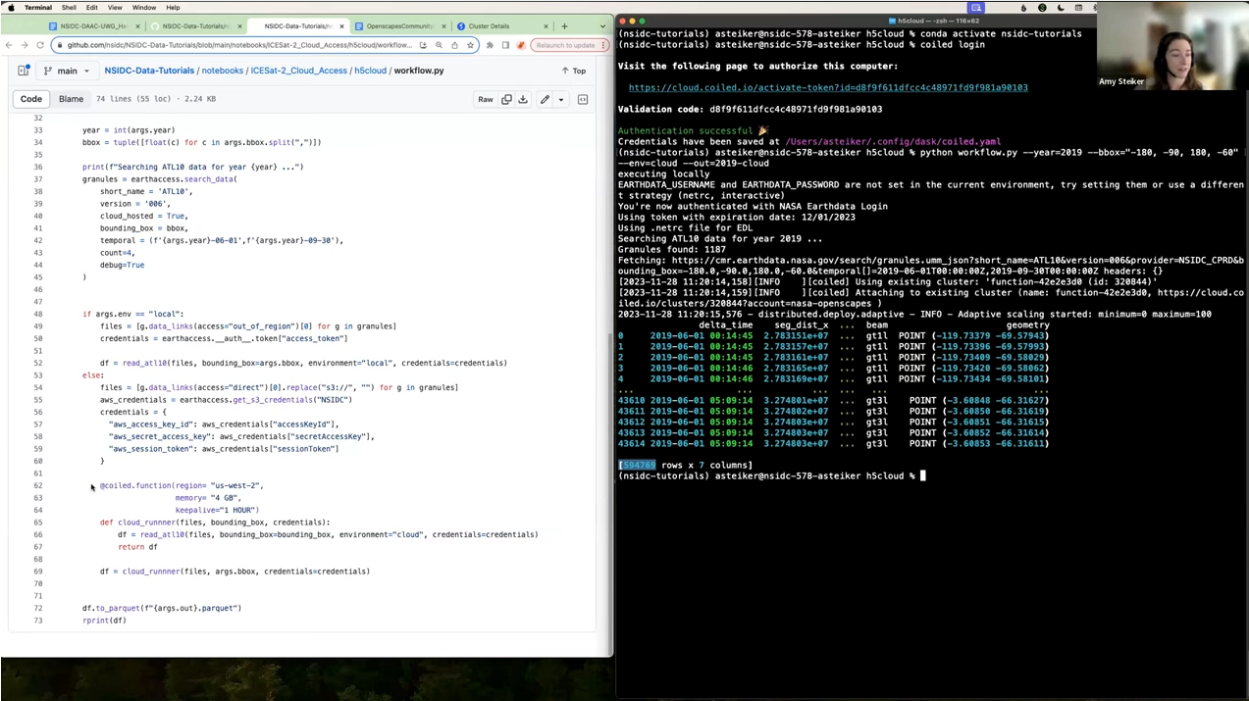 Terminal Shell Edit View Window Help
NSIDC-DAAC-UWG_Ho
NSIDC-Data-Tutorials/no
NSIDC-Data-Tutorials/no
OpenscapesCommunity
Cluster Details
github.com/nsidc/NSIDC-Data-Tutorials/blob/main/notebooks/ICESat-2_Cloud_Access/h5cloud/workflow...
Relaunch to update
main
NSIDC-Data-Tutorials / notebooks / ICESat-2_Cloud_Access / h5cloud / workflow.py
Top
Code Blame 74 lines (55 loc) · 2.24 KB
Raw
32
33 year = int(args.year)
34 bbox = tuple([float(c) for c in args.bbox.split(",")])
35
36 print(f"Searching ATL10 data for year {year} ...")
37 granules = earthaccess.search_data(
38 short_name = 'ATL10',
39 version = '006',
40 cloud_hosted = True,
41 bounding_box = bbox,
42 temporal = (f'{args.year}-06-01',f'{args.year}-09-30'),
43 count=4,
44 debug=True
45 )
46
47
48 if args.env == "local":
49 files = [g.data_links(access="out_of_region")[0] for g in granules]
50 credentials = earthaccess.__auth__.token["access_token"]
51
52 df = read_atl10(files, bounding_box=args.bbox, environment="local", credentials=credentials)
53 else:
54 files = [g.data_links(access="direct")[0].replace("s3://", "") for g in granules]
55 aws_credentials = earthaccess.get_s3_credentials("NSIDC")
56 credentials = {
57 "aws_access_key_id": aws_credentials["accessKeyId"],
58 "aws_secret_access_key": aws_credentials["secretAccessKey"],
59 "aws_session_token": aws_credentials["sessionToken"]
60 }
61
62 @coiled.function(region= "us-west-2",
63 memory= "4 GB",
64 keepalive="1 HOUR")
65 def cloud_runnner(files, bounding_box, credentials):
66 df = read_atl10(files, bounding_box=bounding_box, environment="cloud", credentials=credentials)
67 return df
68
69 df = cloud_runnner(files, args.bbox, credentials=credentials)
70
71
72 df.to_parquet(f"{args.out}.parquet")
73 rprint(df)
h5cloud — -zsh — 116×62
(nsidc-tutorials) asteiker@nsidc-578-asteiker h5cloud % conda activate nsidc-tutorials
(nsidc-tutorials) asteiker@nsidc-578-asteiker h5cloud % coiled login
Visit the following page to authorize this computer:
https://cloud.coiled.io/activate-token?id=d8f9f611dfcc4c48971fd9f981a90103
Validation code: d8f9f611dfcc4c48971fd9f981a90103
Authentication successful 🎉
Credentials have been saved at /Users/asteiker/.config/dask/coiled.yaml
(nsidc-tutorials) asteiker@nsidc-578-asteiker h5cloud % python workflow.py --year=2019 --bbox="-180, -90, 180, -60"
--env=cloud --out=2019-cloud
executing locally
EARTHDATA_USERNAME and EARTHDATA_PASSWORD are not set in the current environment, try setting them or use a differen
t strategy (netrc, interactive)
You're now authenticated with NASA Earthdata Login
Using token with expiration date: 12/01/2023
Using .netrc file for EDL
Searching ATL10 data for year 2019 ...
Granules found: 1187
Fetching: https://cmr.earthdata.nasa.gov/search/granules.umm_json?short_name=ATL10&version=006&provider=NSIDC_CPRD&b
ounding_box=-180.0,-90.0,180.0,-60.0&temporal[]=2019-06-01T00:00:00Z,2019-09-30T00:00:00Z headers: {}
[2023-11-28 11:20:14,158][INFO ][coiled] Using existing cluster: 'function-42e2e3d0 (id: 320844)'
[2023-11-28 11:20:14,159][INFO ][coiled] Attaching to existing cluster (name: function-42e2e3d0, https://cloud.co
iled.io/clusters/320844?account=nasa-openscapes )
2023-11-28 11:20:15,576 - distributed.deploy.adaptive - INFO - Adaptive scaling started: minimum=0 maximum=100
delta_time seg_dist_x ... beam geometry
0 2019-06-01 00:14:45 2.783151e+07 ... gt1l POINT (-119.73379 -69.57943)
1 2019-06-01 00:14:45 2.783157e+07 ... gt1l POINT (-119.73396 -69.57993)
2 2019-06-01 00:14:45 2.783161e+07 ... gt1l POINT (-119.73409 -69.58029)
3 2019-06-01 00:14:46 2.783165e+07 ... gt1l POINT (-119.73420 -69.58062)
4 2019-06-01 00:14:46 2.783169e+07 ... gt1l POINT (-119.73434 -69.58101)
... ... ... ... ... ...
43610 2019-06-01 05:09:14 3.274801e+07 ... gt3l POINT (-3.60848 -66.31627)
43611 2019-06-01 05:09:14 3.274802e+07 ... gt3l POINT (-3.60850 -66.31619)
43612 2019-06-01 05:09:14 3.274802e+07 ... gt3l POINT (-3.60851 -66.31615)
43613 2019-06-01 05:09:14 3.274803e+07 ... gt3l POINT (-3.60852 -66.31613)
43614 2019-06-01 05:09:14 3.274803e+07 ... gt3l POINT (-3.60853 -66.31611)
[594769 rows x 7 columns]
(nsidc-tutorials) asteiker@nsidc-578-asteiker h5cloud %
Amy Steiker